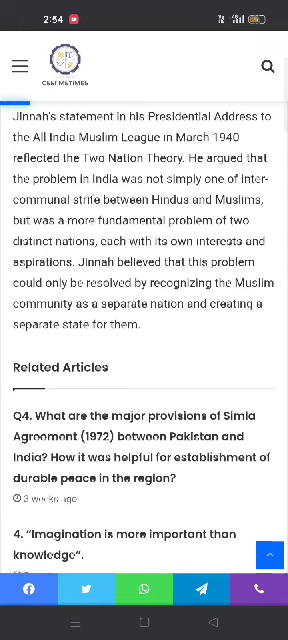 2:54
CSSTMETIMES
Jinnah's statement in his Presidential Address to
the All India Muslim League in March 1940
reflected the Two Nation Theory. He argued that
the problem in India was not simply one of inter-
communal strife between Hindus and Muslims,
but was a more fundamental problem of two
distinct nations, each with its own interests and
aspirations. Jinnah believed that this problem
could only be resolved by recognizing the Muslim
community as a separate nation and creating a
separate state for them.
Related Articles
Q4. What are the major provisions of Simla
Agreement (1972) between Pakistan and
India? How it was helpful for establishment of
durable peace in the region?
3 weeks ago
4. “Imagination is more important than
knowledge”.